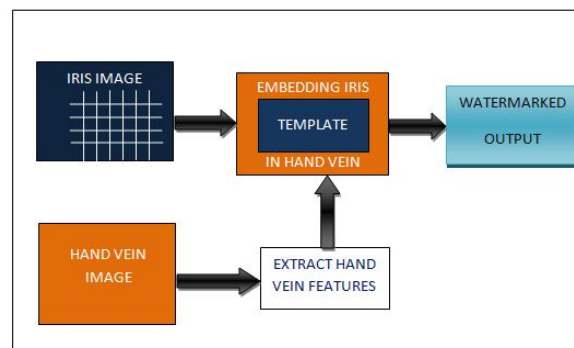 IRIS IMAGE
EMBEDDING IRIS
TEMPLATE
IN HAND VEIN
WATERMARKED
OUTPUT
HAND VEIN
IMAGE
EXTRACT HAND
VEIN FEATURES